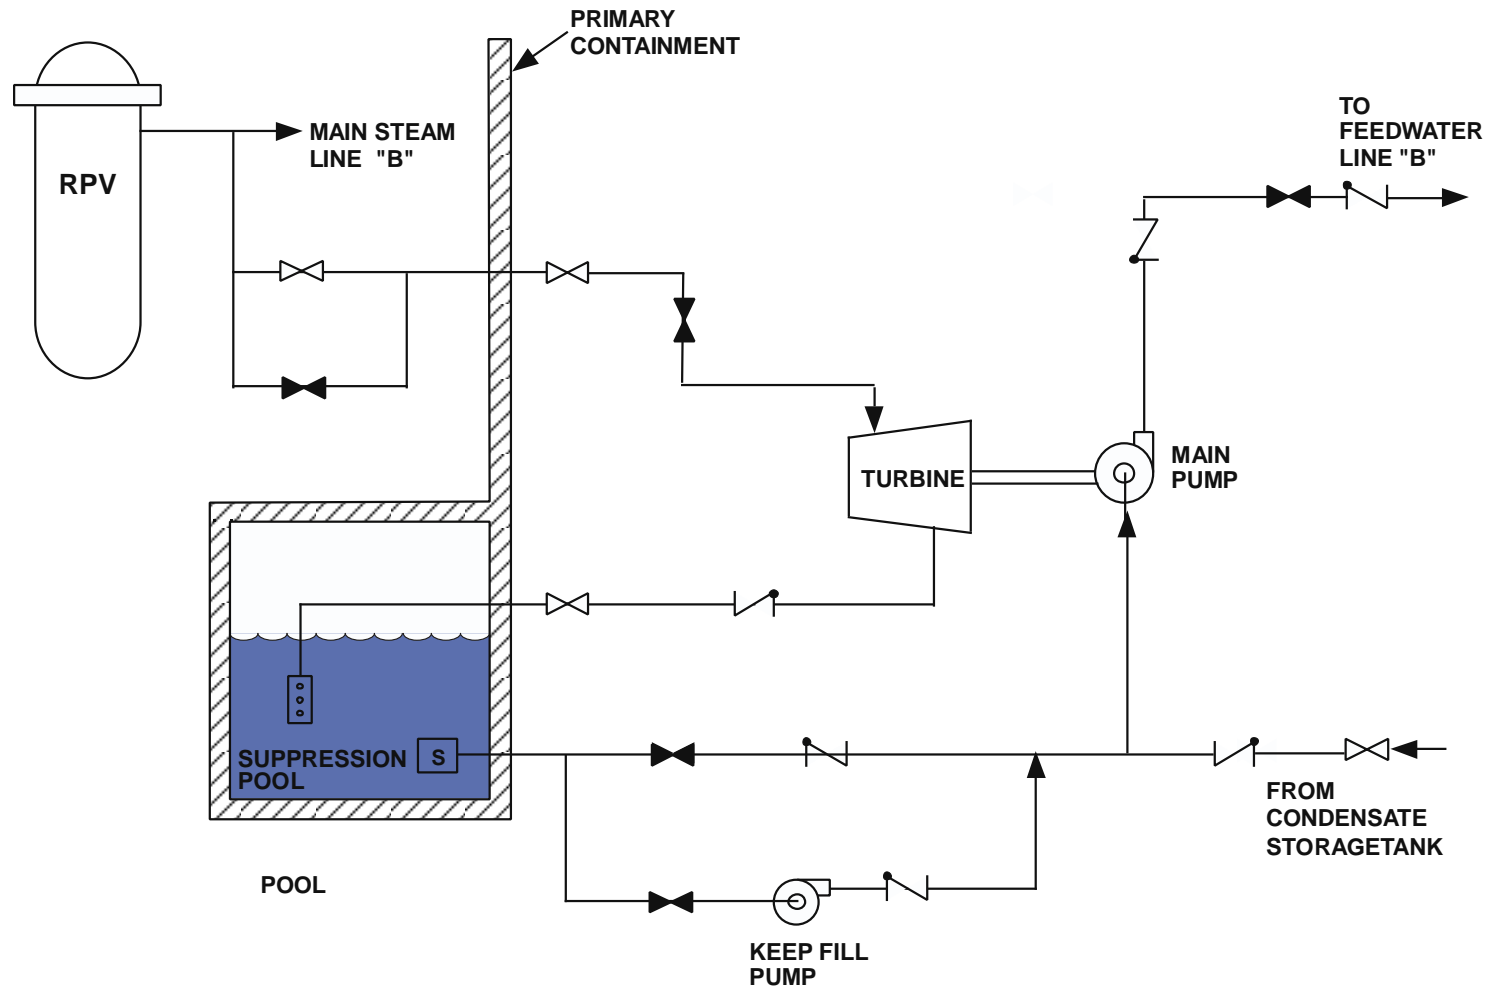 PRIMARY
CONTAINMENT
MAIN STEAM
LINE "B"
RPV
TO
FEEDWATER
LINE "B"
TURBINE
MAIN
PUMP
SUPPRESSION
POOL
S
FROM
CONDENSATE
STORAGETANK
POOL
KEEP FILL
PUMP